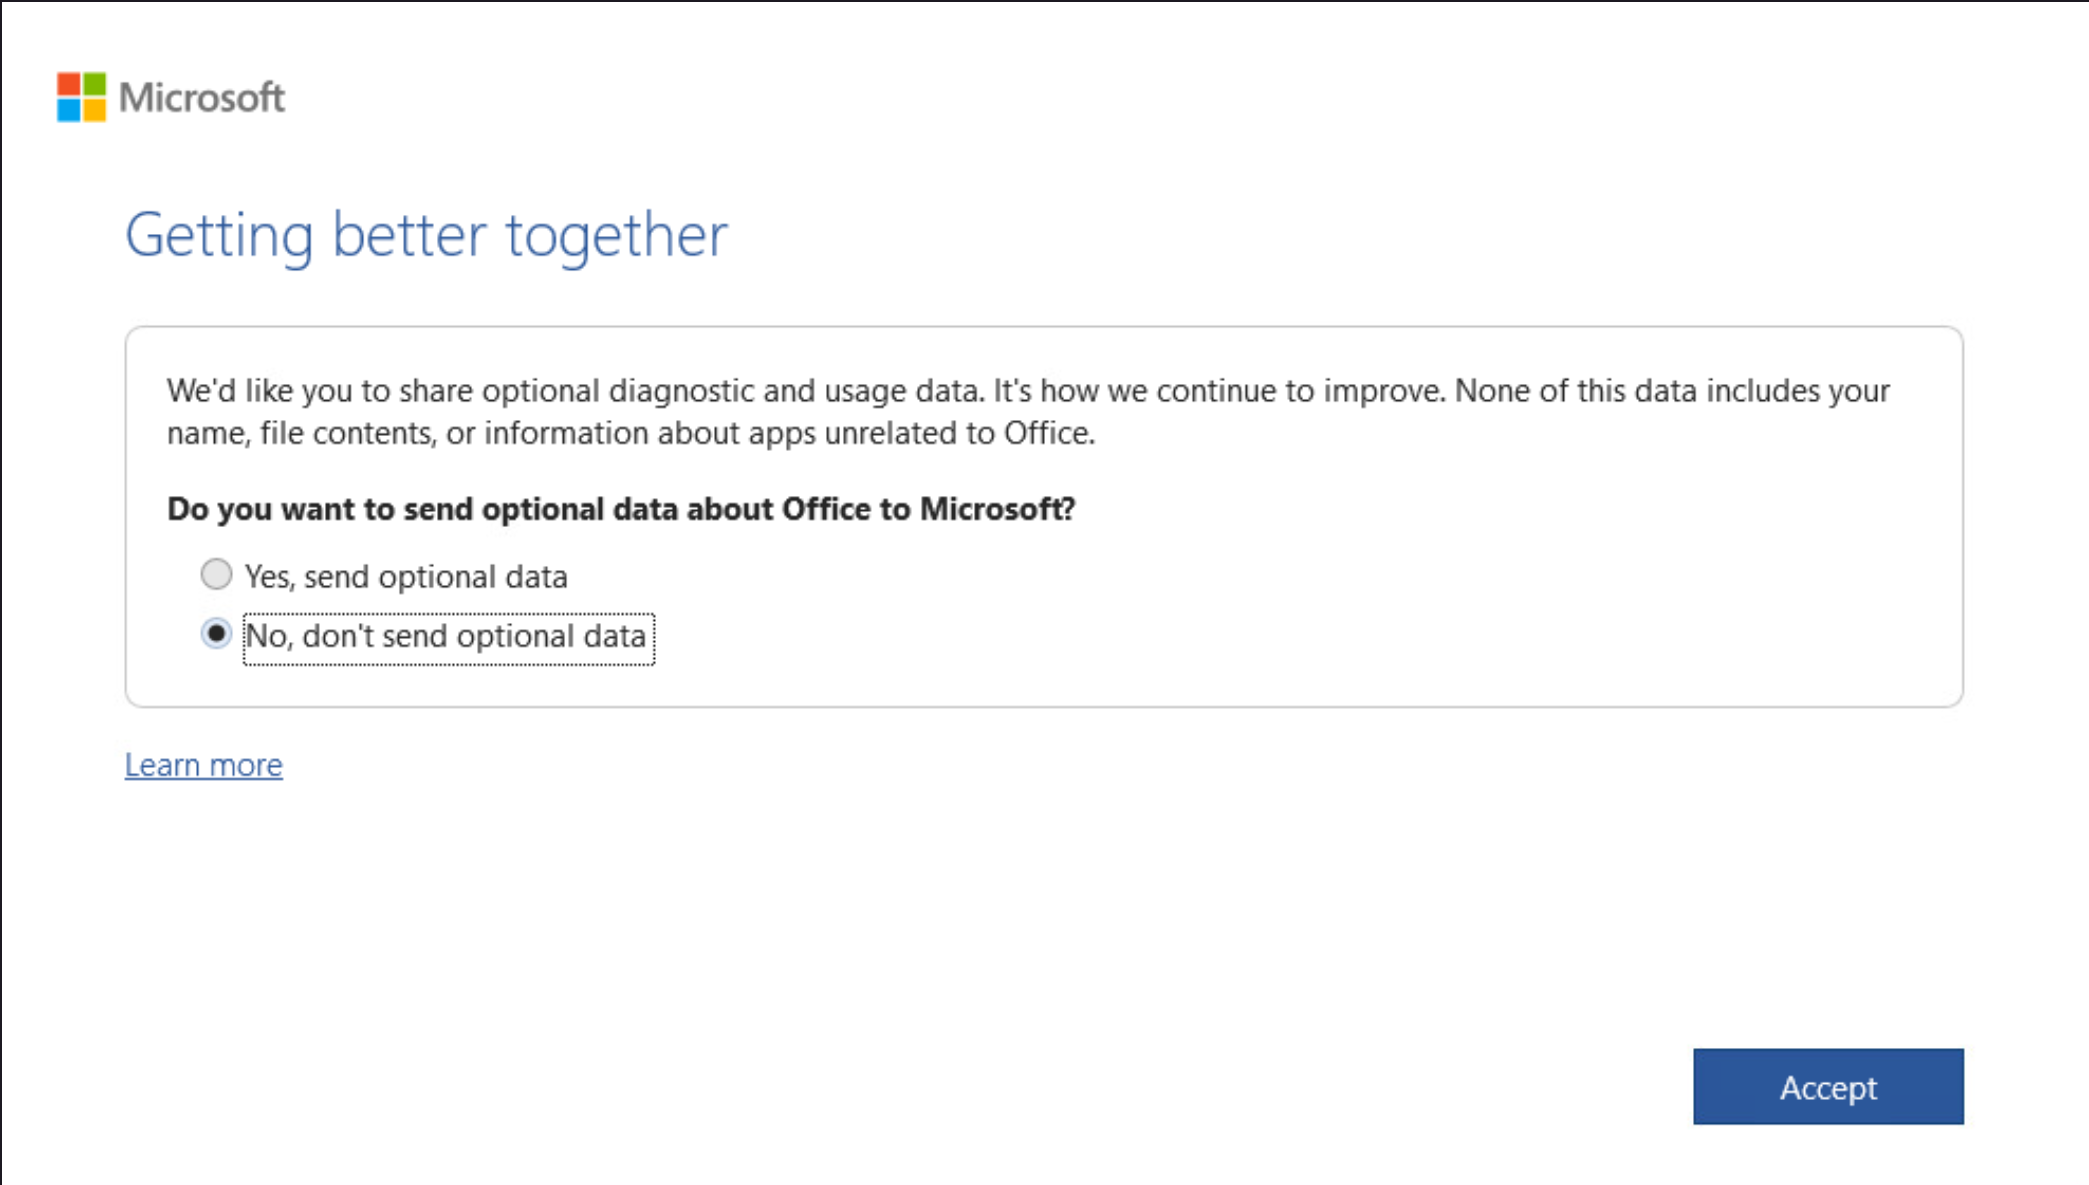 Microsoft
Getting better together
We'd like you to share optional diagnostic and usage data. It's how we continue to improve. None of this data includes your
name, file contents, or information about apps unrelated to Office.
Do you want to send optional data about Office to Microsoft?
Yes, send optional data
No, don't send optional data
Learn more
Accept